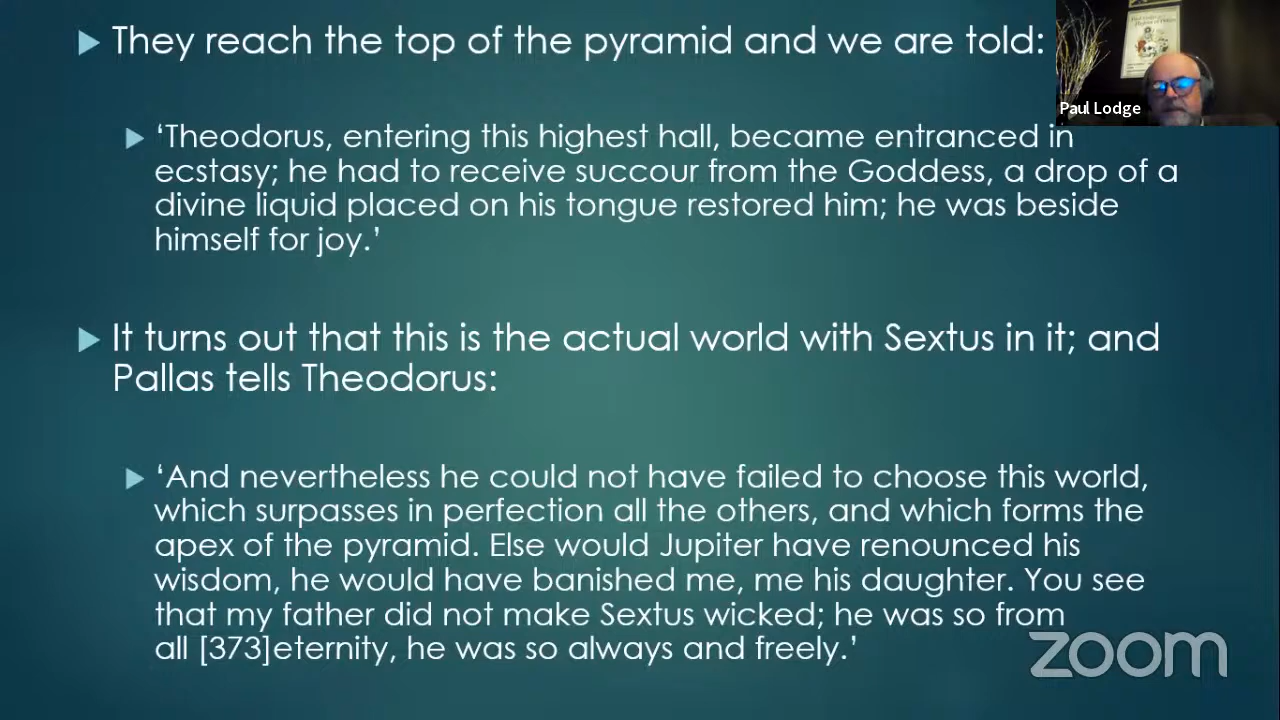 They reach the top of the pyramid and we are told:
Paul Lodge
‘Theodorus, entering this highest hall, became entranced in
ecstasy; he had to receive succour from the Goddess, a drop of a
divine liquid placed on his tongue restored him; he was beside
himself for joy.’
It turns out that this is the actual world with Sextus in it; and
Pallas tells Theodorus:
‘And nevertheless he could not have failed to choose this world,
which surpasses in perfection all the others, and which forms the
apex of the pyramid. Else would Jupiter have renounced his
wisdom, he would have banished me, me his daughter. You see
that my father did not make Sextus wicked; he was so from
all [373]eternity, he was so always and freely.’
zoom